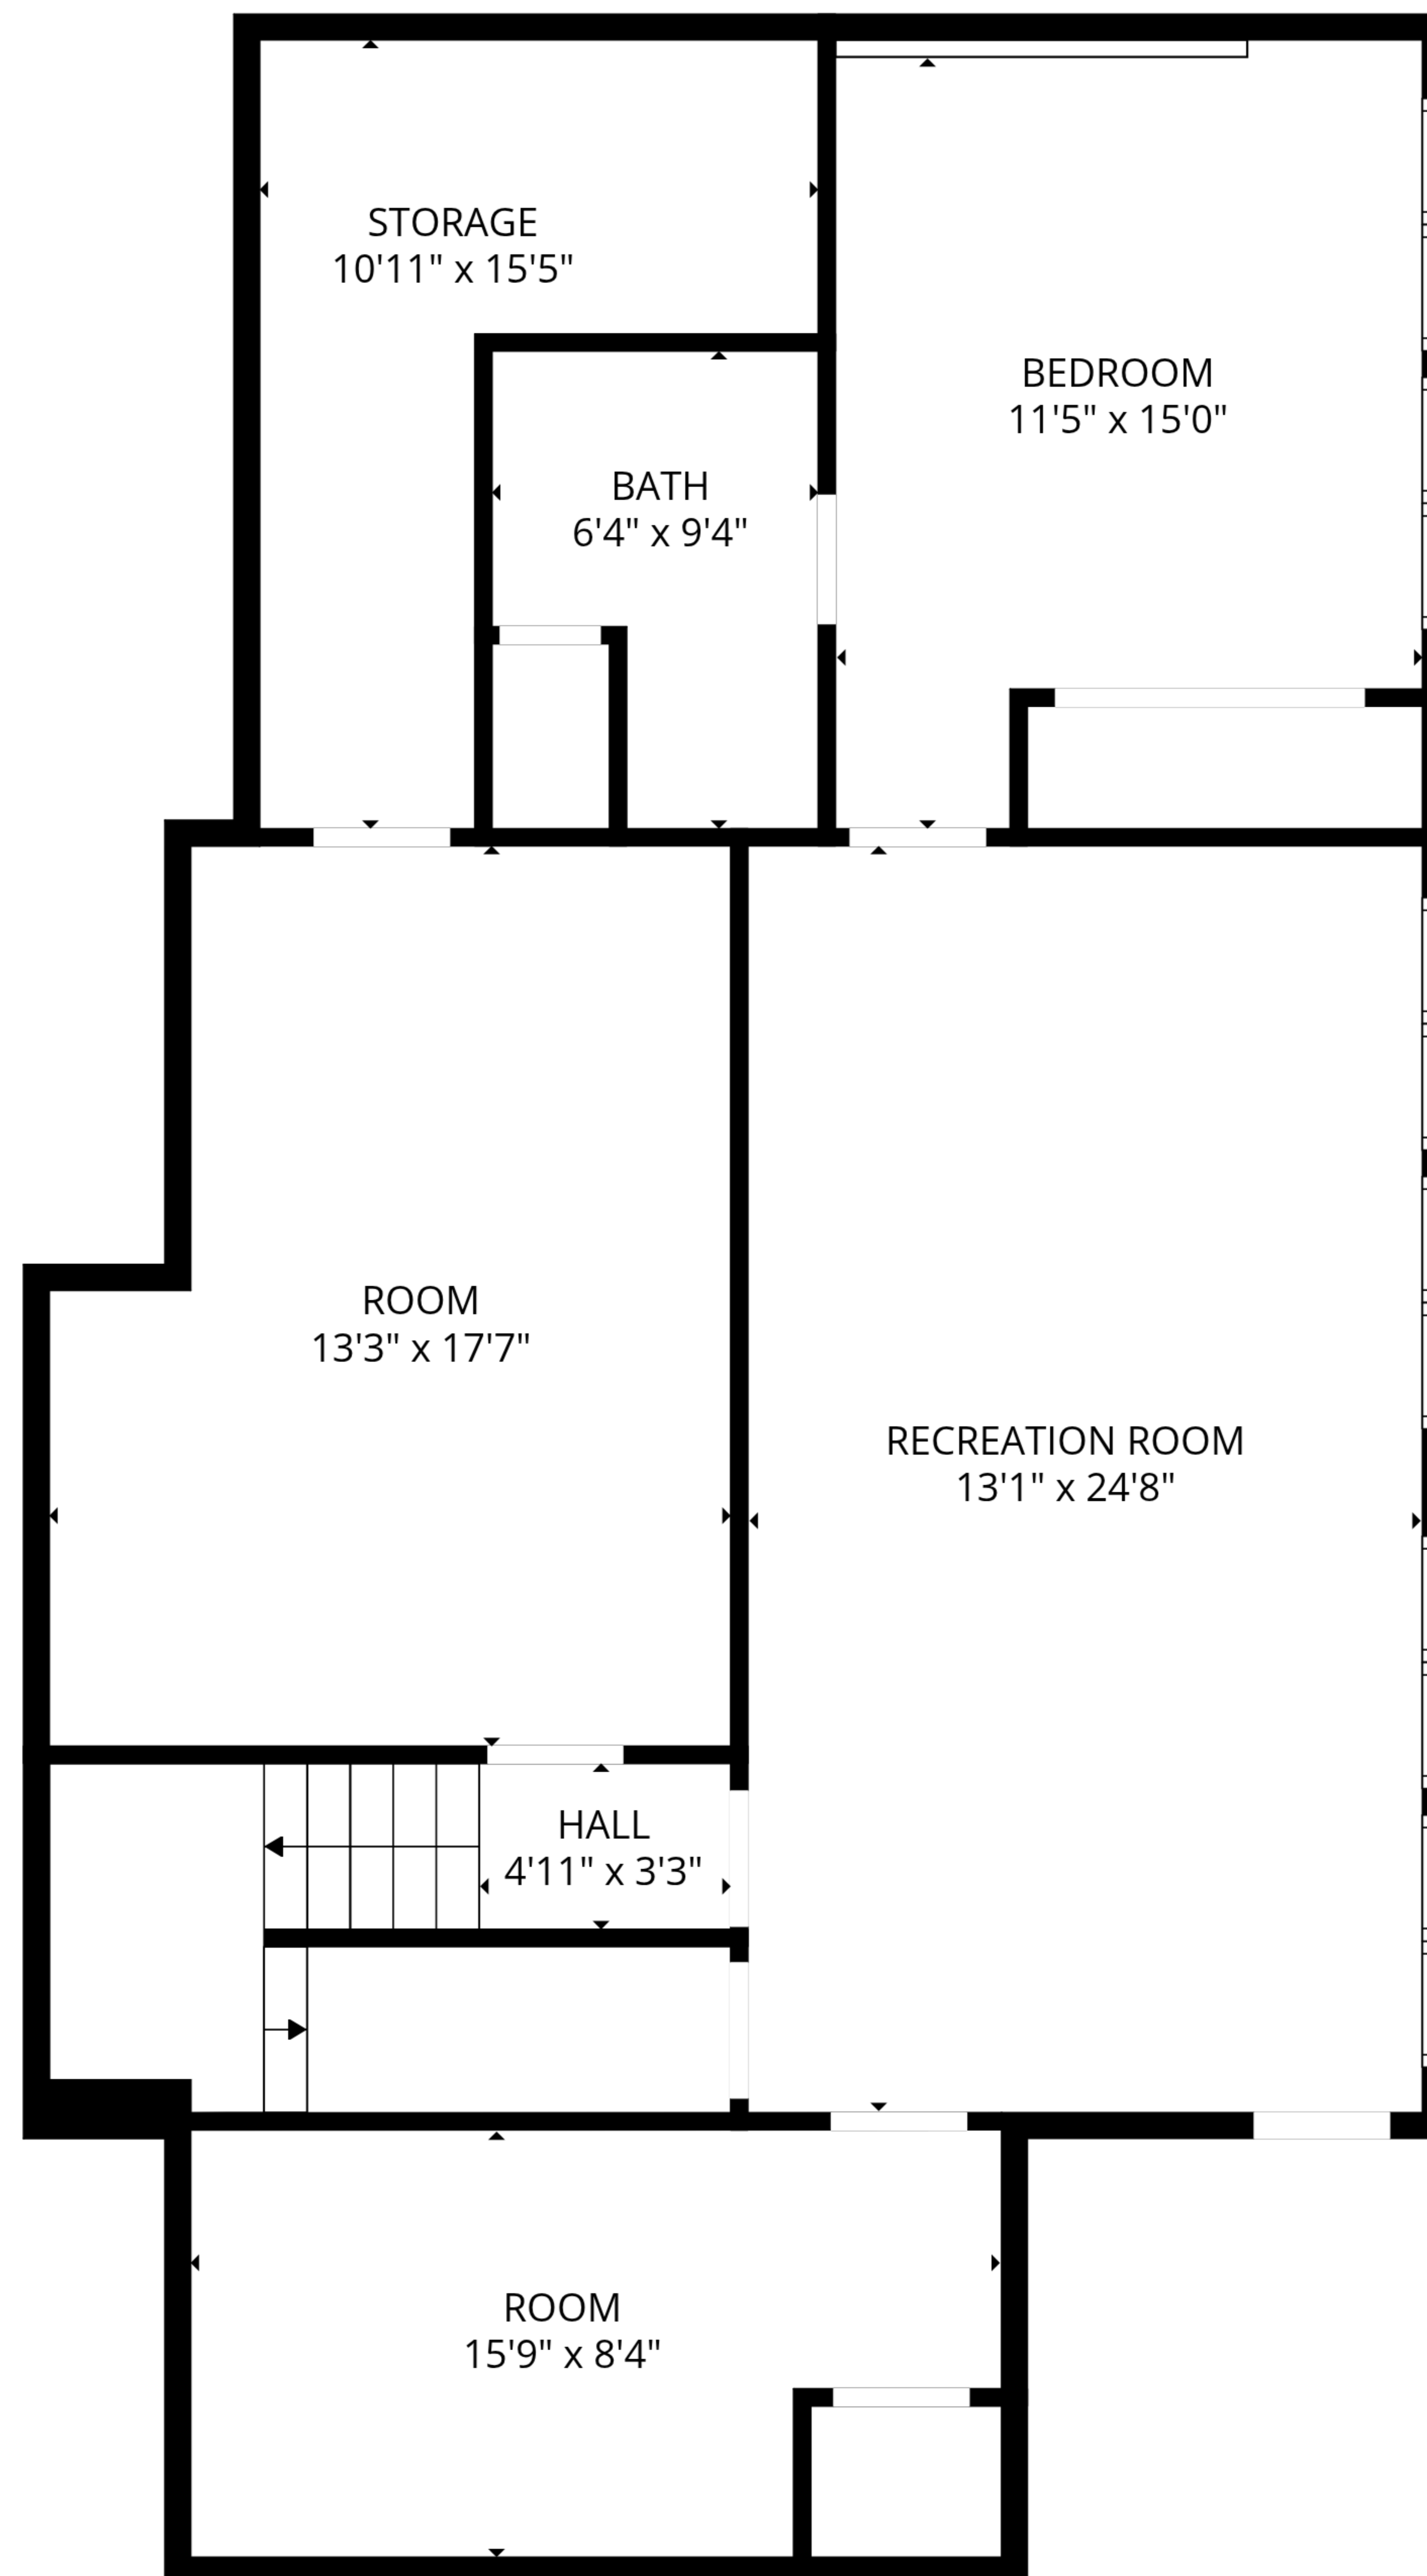 STORAGE
10'11" x 15'5"
BEDROOM
11'5" x 15'0"
BATH
6'4" x 9'4"
ROOM
13'3" x 17'7"
RECREATION ROOM
13'1" x 24'8"
HALL
4'11" x 3'3"
ROOM
15'9" x 8'4"